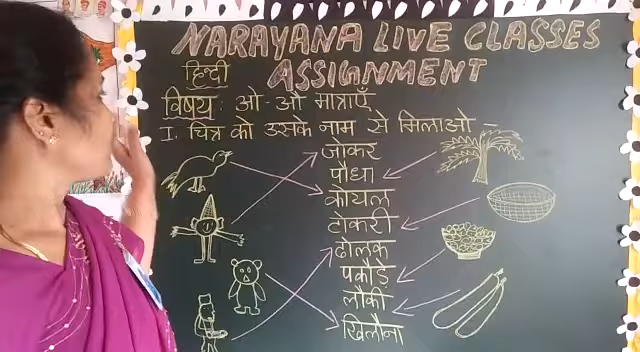 NARAYANA LIVE CLASSES
हिन्दी
ASSIGNMENT
विषय : ओ - औ मात्राएँ
I. चित्र को उसके नाम से मिलाओ -
जोकर
पौधा
कोयल
टोकरी
ढोलक
पकौड़े
लौकी
खिलौना